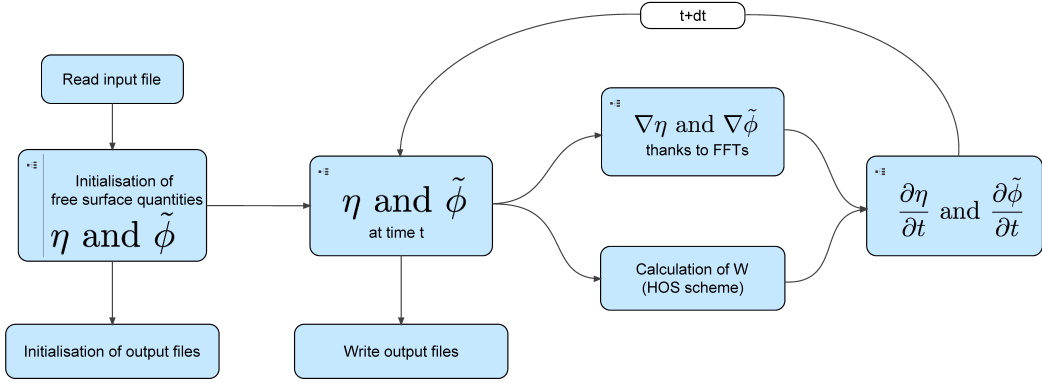 t+dt
Read input file
Initialisation of
free surface quantities
η and ϕ̃
Initialisation of output files
η and ϕ̃
at time t
Write output files
∇η and ∇ϕ̃
thanks to FFTs
Calculation of W
(HOS scheme)
∂η/∂t and ∂ϕ̃/∂t